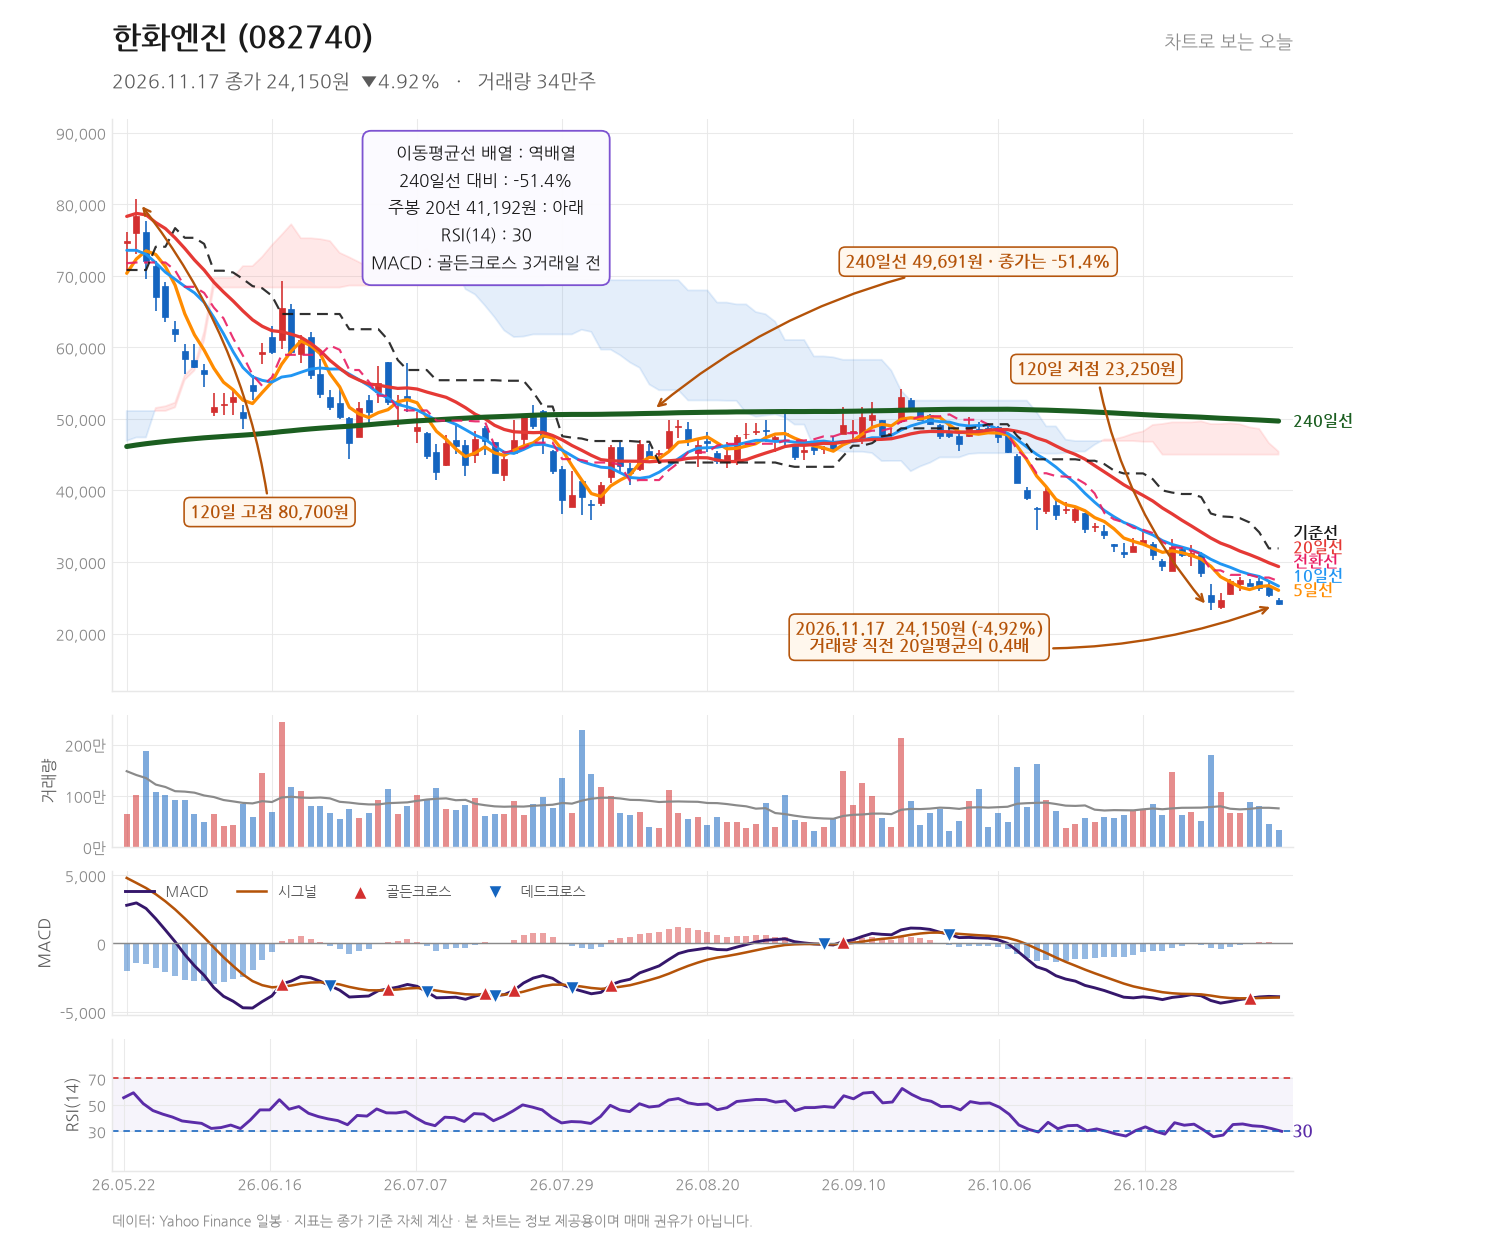 한화엔진 (082740)
차트로 보는 오늘
2026.11.17 종가 24,150원 ▼4.92% · 거래량 34만주
90,000
80,000
70,000
60,000
50,000
40,000
30,000
20,000
이동평균선 배열 : 역배열
240일선 대비 : -51.4%
주봉 20선 41,192원 : 아래
RSI(14) : 30
MACD : 골든크로스 3거래일 전
240일선 49,691원 · 종가는 -51.4%
120일 저점 23,250원
120일 고점 80,700원
2026.11.17 24,150원 (-4.92%)
거래량 직전 20일평균의 0.4배
240일선
기준선
20일선
전환선
10일선
5일선
거래량
200만
100만
0만
MACD
5,000
0
-5,000
MACD
시그널
골든크로스
데드크로스
RSI(14)
70
50
30
30
26.05.22
26.06.16
26.07.07
26.07.29
26.08.20
26.09.10
26.10.06
26.10.28
데이터: Yahoo Finance 일봉 · 지표는 종가 기준 자체 계산 · 본 차트는 정보 제공용이며 매매 권유가 아닙니다.